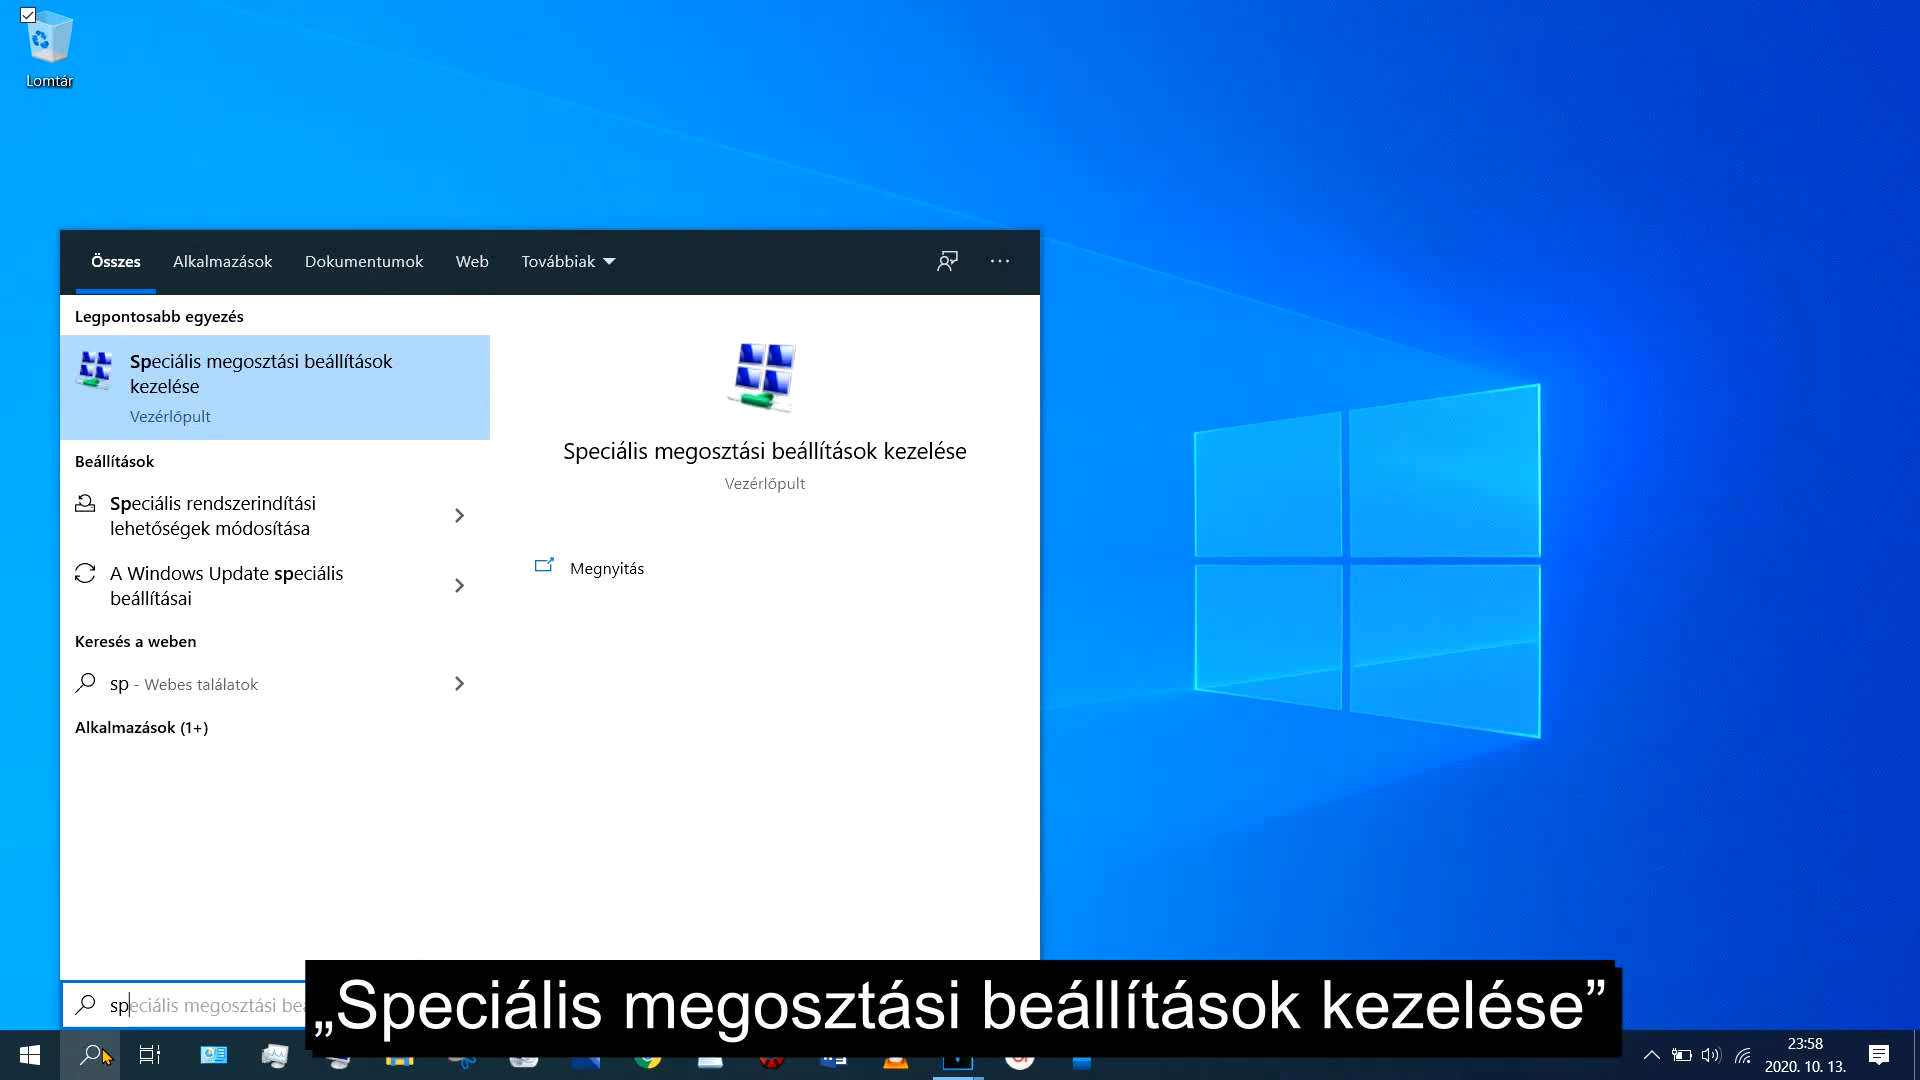 Lomtár
Összes
Alkalmazások
Dokumentumok
Web
Továbbiak
Legpontosabb egyezés
Speciális megosztási beállítások
kezelése
Vezérlőpult
Beállítások
Speciális rendszerindítási
lehetőségek módosítása
A Windows Update speciális
beállításai
Keresés a weben
sp - Webes találatok
Alkalmazások (1+)
Speciális megosztási beállítások kezelése
Vezérlőpult
Megnyitás
speciális megosztási
„Speciális megosztási beállítások kezelése”
23:58
2020. 10. 13.